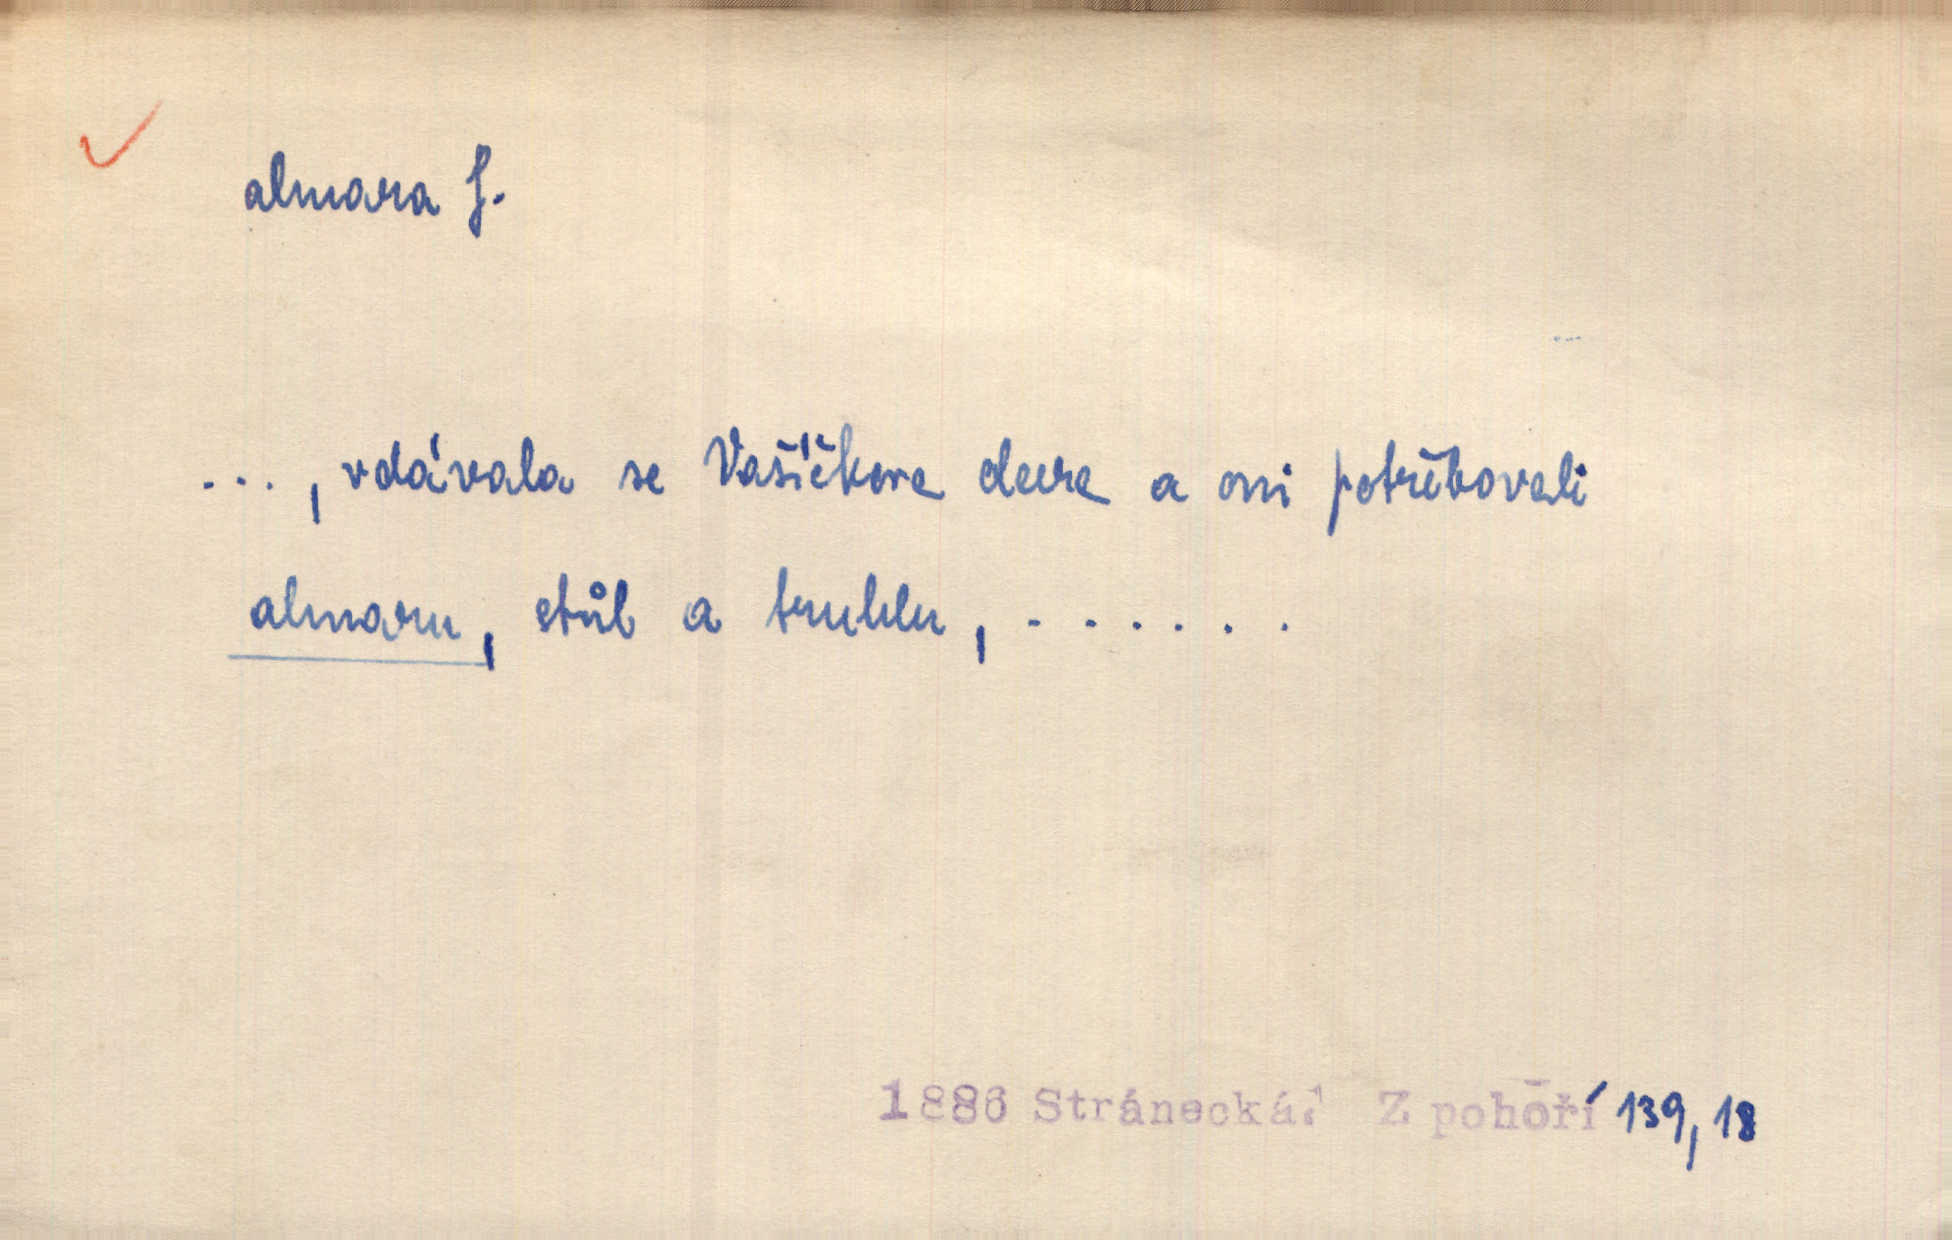 almara f.
..., vdávala se Vašíčkova dcera a oni potřebovali
almaru, stůl a truhlu, ......
1886 Stránecká: Z pohoří 139,18